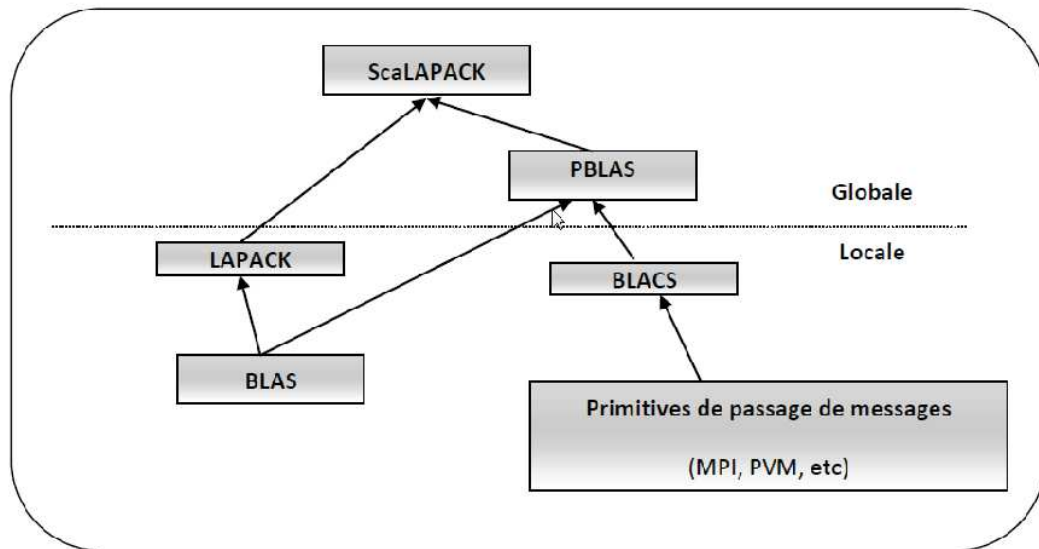 ScaLAPACK
PBLAS
Globale
LAPACK
Locale
BLACS
BLAS
Primitives de passage de messages
(MPI, PVM, etc)